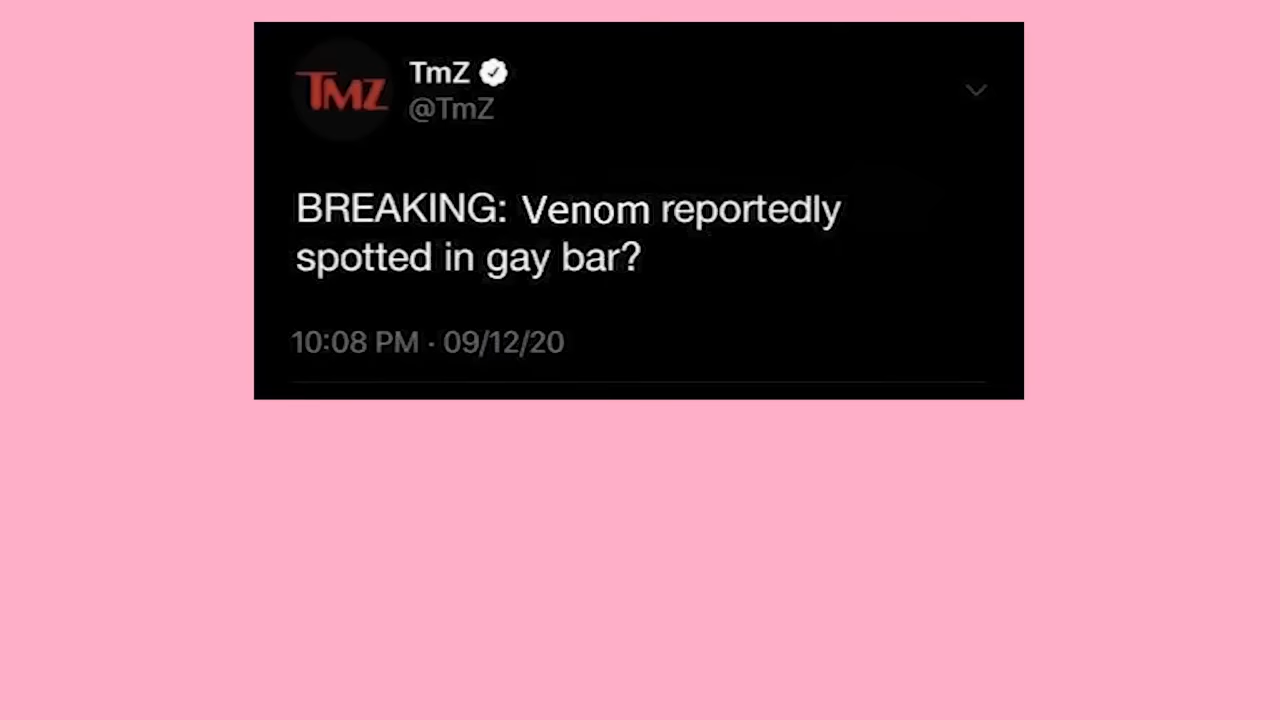 TMZ
TmZ
@TmZ
BREAKING: Venom reportedly
spotted in gay bar?
10:08 PM · 09/12/20